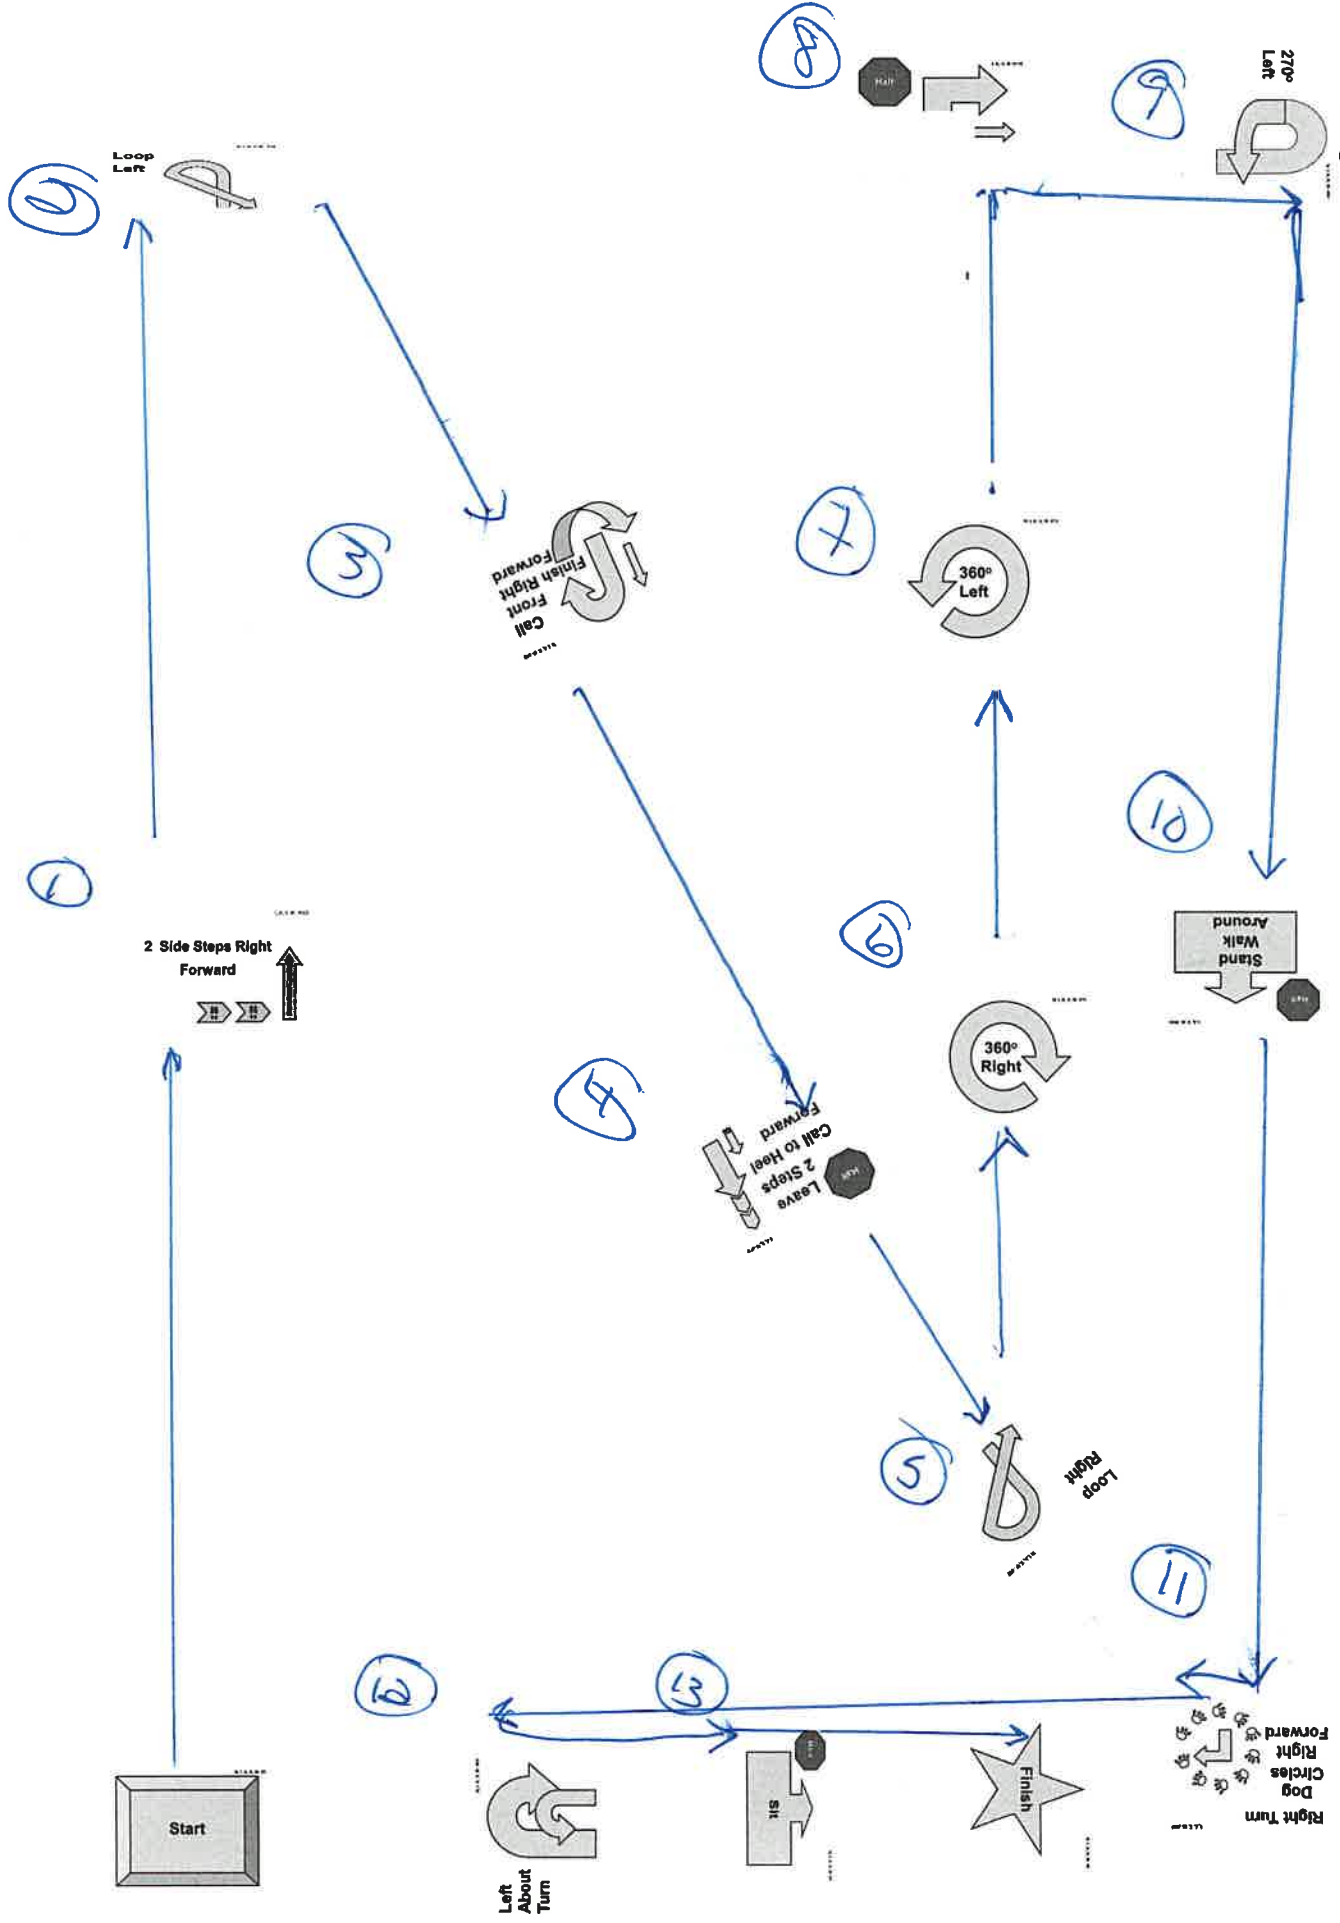 8
Halt
9
270°
Left
2
Loop
Left
3
Call
Front
Finish Right
Forward
7
360°
Left
1
2 Side Steps Right
Forward
10
Stand
Walk
Around
6
360°
Right
4
Halt
Leave
2 Steps
Call to Heel
Forward
5
Loop
Right
11
Right Turn
Dog
Circles
Right
Forward
12
Left
About
Turn
13
Sit
Finish
Start